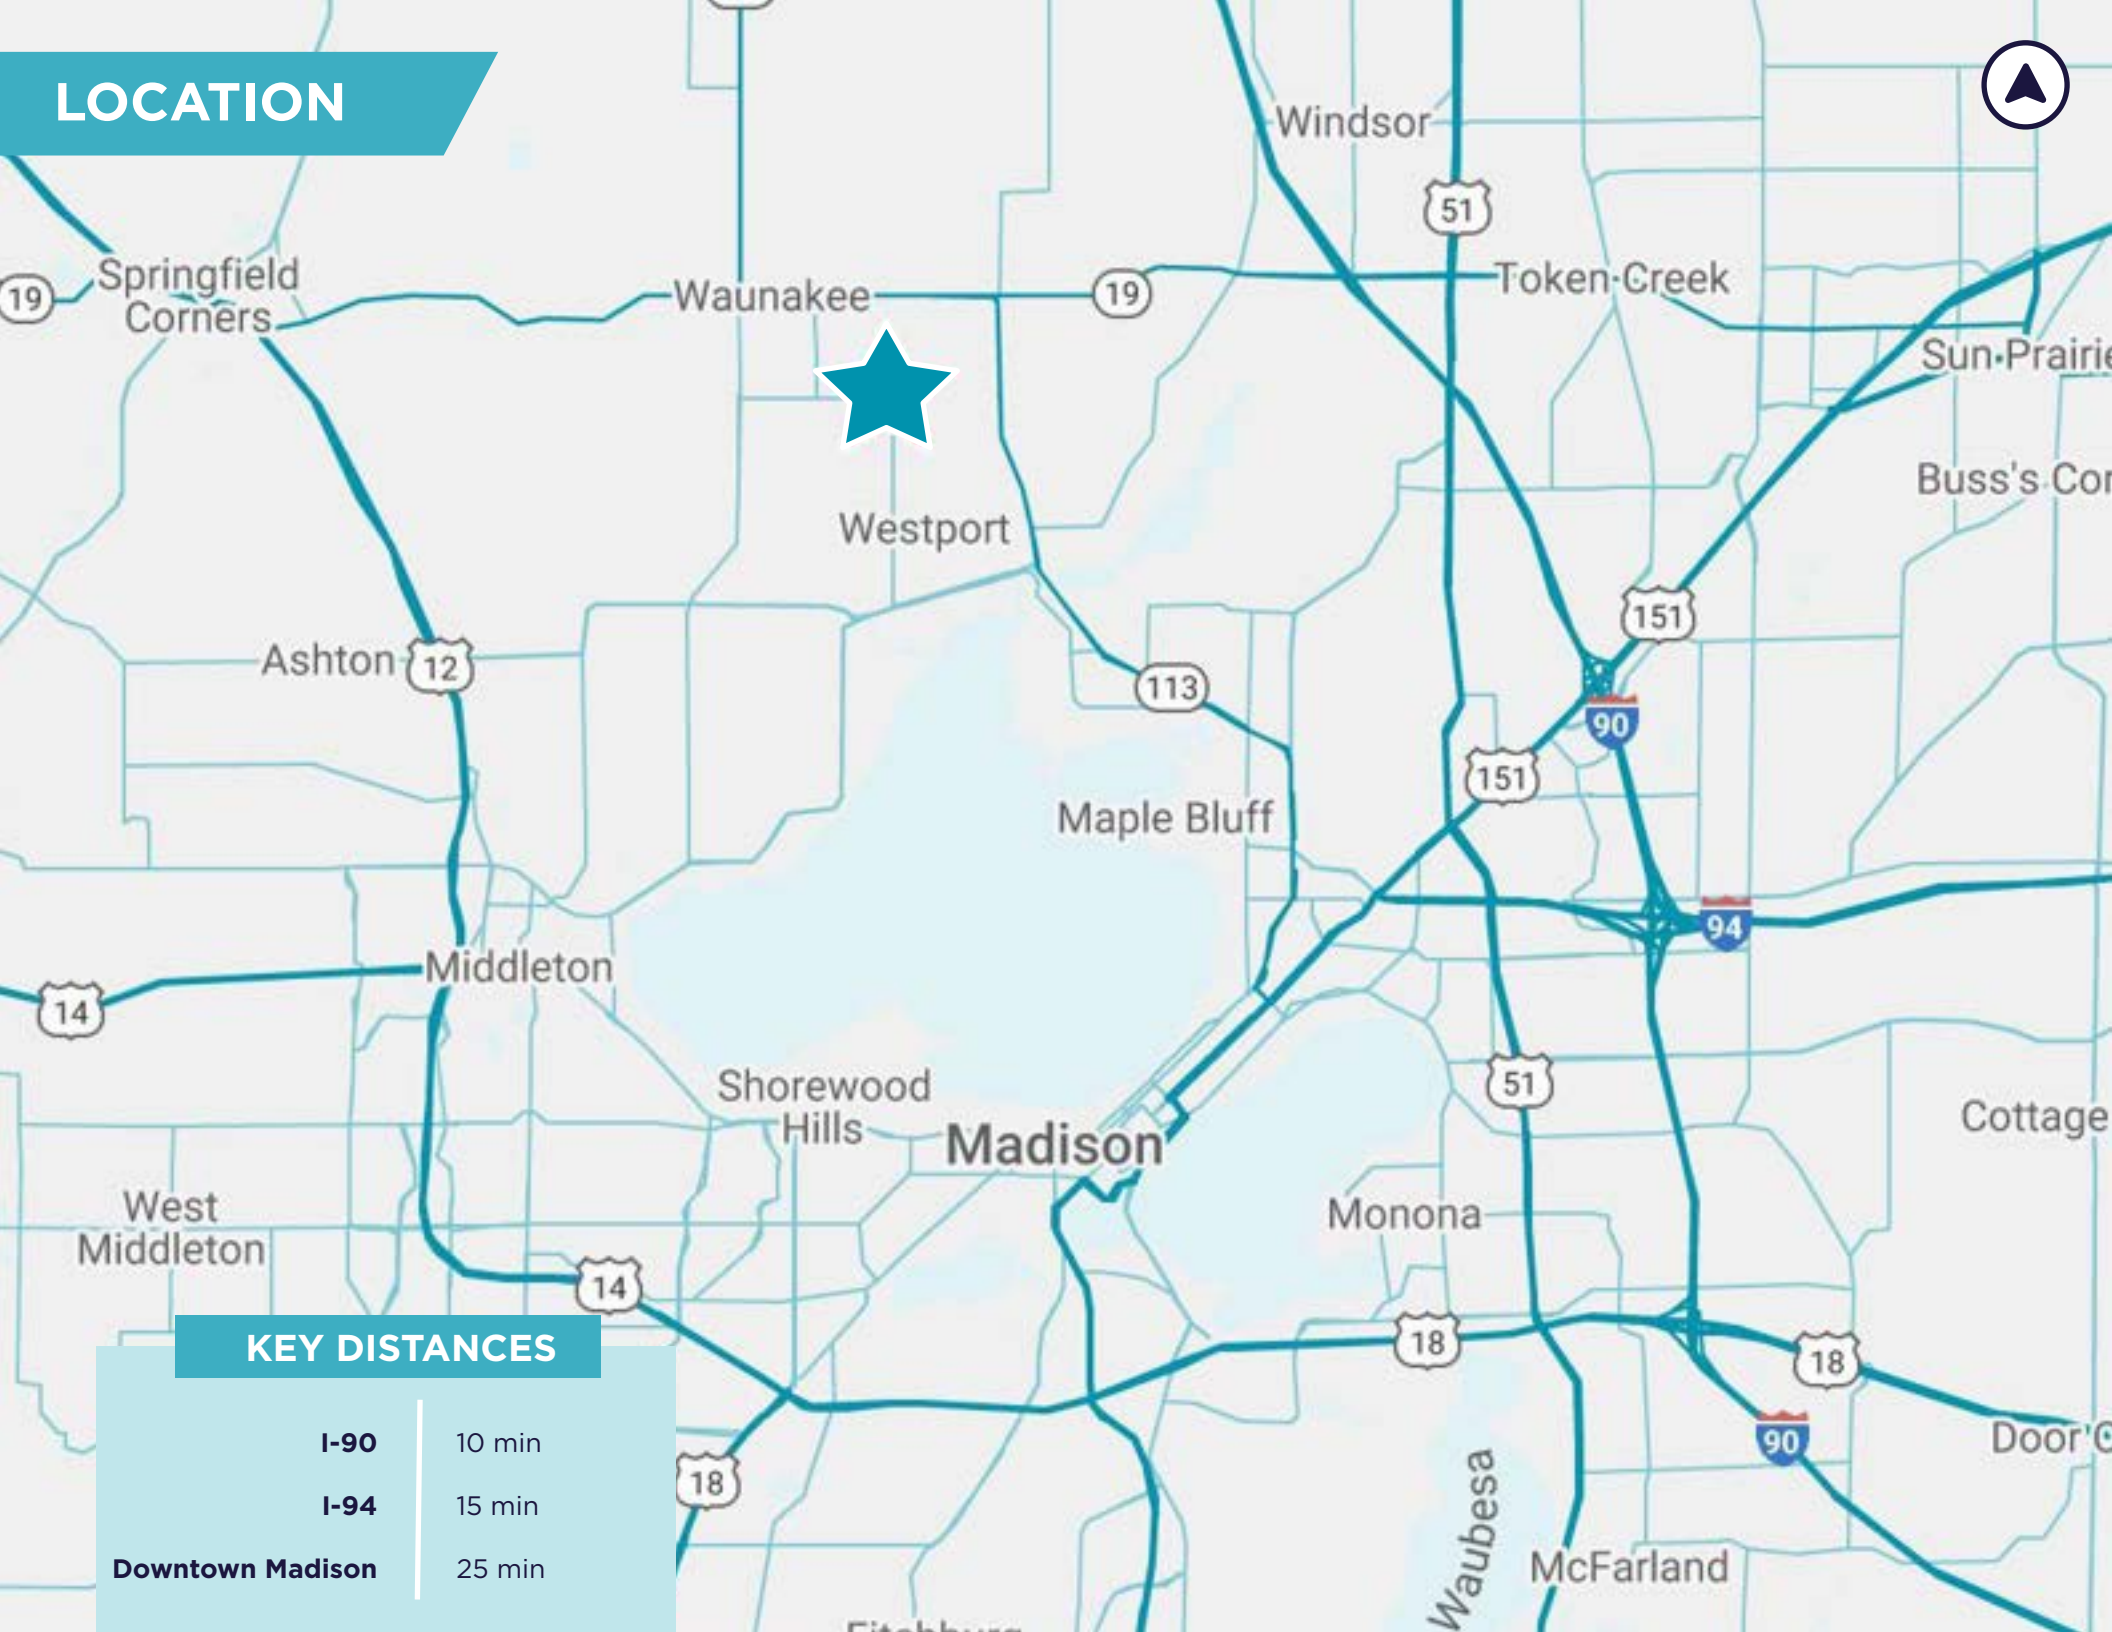 LOCATION
Windsor
51
19
Springfield
Corners
Waunakee
19
Token Creek
Sun Prairie
Buss's Cor
Westport
151
Ashton
12
113
90
151
Maple Bluff
94
Middleton
14
51
Shorewood
Hills
Madison
Cottage
West
Middleton
Monona
14
18
18
KEY DISTANCES
90
Door C
I-90 10 min
18
I-94 15 min
Waubesa
McFarland
Downtown Madison 25 min